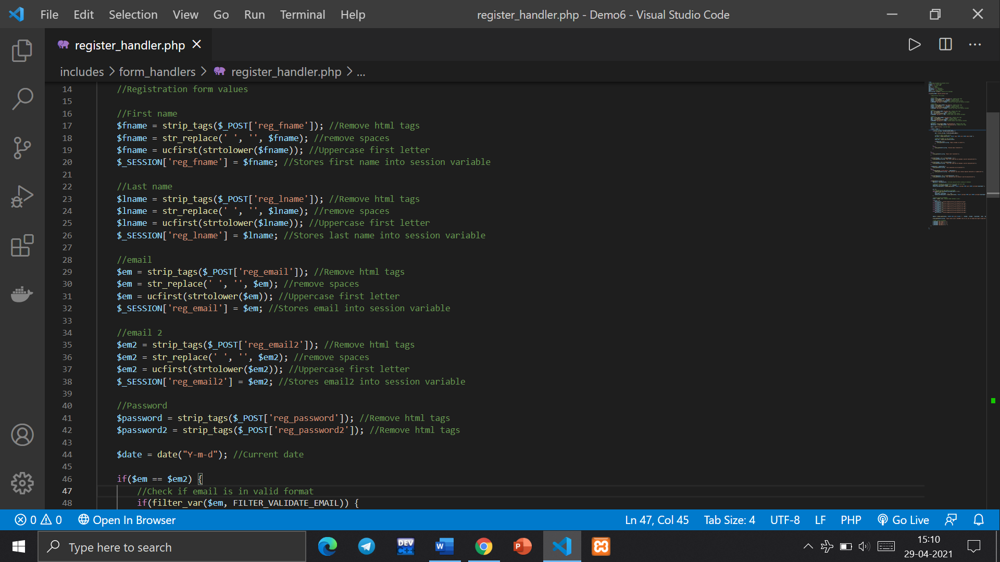 File Edit Selection View Go Run Terminal Help register_handler.php - Demo6 - Visual Studio Code
register_handler.php
includes > form_handlers > register_handler.php > ...
14 //Registration form values
15
16 //First name
17 $fname = strip_tags($_POST['reg_fname']); //Remove html tags
18 $fname = str_replace(' ', '', $fname); //remove spaces
19 $fname = ucfirst(strtolower($fname)); //Uppercase first letter
20 $_SESSION['reg_fname'] = $fname; //Stores first name into session variable
21
22 //Last name
23 $lname = strip_tags($_POST['reg_lname']); //Remove html tags
24 $lname = str_replace(' ', '', $lname); //remove spaces
25 $lname = ucfirst(strtolower($lname)); //Uppercase first letter
26 $_SESSION['reg_lname'] = $lname; //Stores last name into session variable
27
28 //email
29 $em = strip_tags($_POST['reg_email']); //Remove html tags
30 $em = str_replace(' ', '', $em); //remove spaces
31 $em = ucfirst(strtolower($em)); //Uppercase first letter
32 $_SESSION['reg_email'] = $em; //Stores email into session variable
33
34 //email 2
35 $em2 = strip_tags($_POST['reg_email2']); //Remove html tags
36 $em2 = str_replace(' ', '', $em2); //remove spaces
37 $em2 = ucfirst(strtolower($em2)); //Uppercase first letter
38 $_SESSION['reg_email2'] = $em2; //Stores email2 into session variable
39
40 //Password
41 $password = strip_tags($_POST['reg_password']); //Remove html tags
42 $password2 = strip_tags($_POST['reg_password2']); //Remove html tags
43
44 $date = date("Y-m-d"); //Current date
45
46 if($em == $em2) {
47 //Check if email is in valid format
48 if(filter_var($em, FILTER_VALIDATE_EMAIL)) {
0 0 Open In Browser Ln 47, Col 45 Tab Size: 4 UTF-8 LF PHP Go Live
Type here to search DEV C++ W P 15:10
29-04-2021